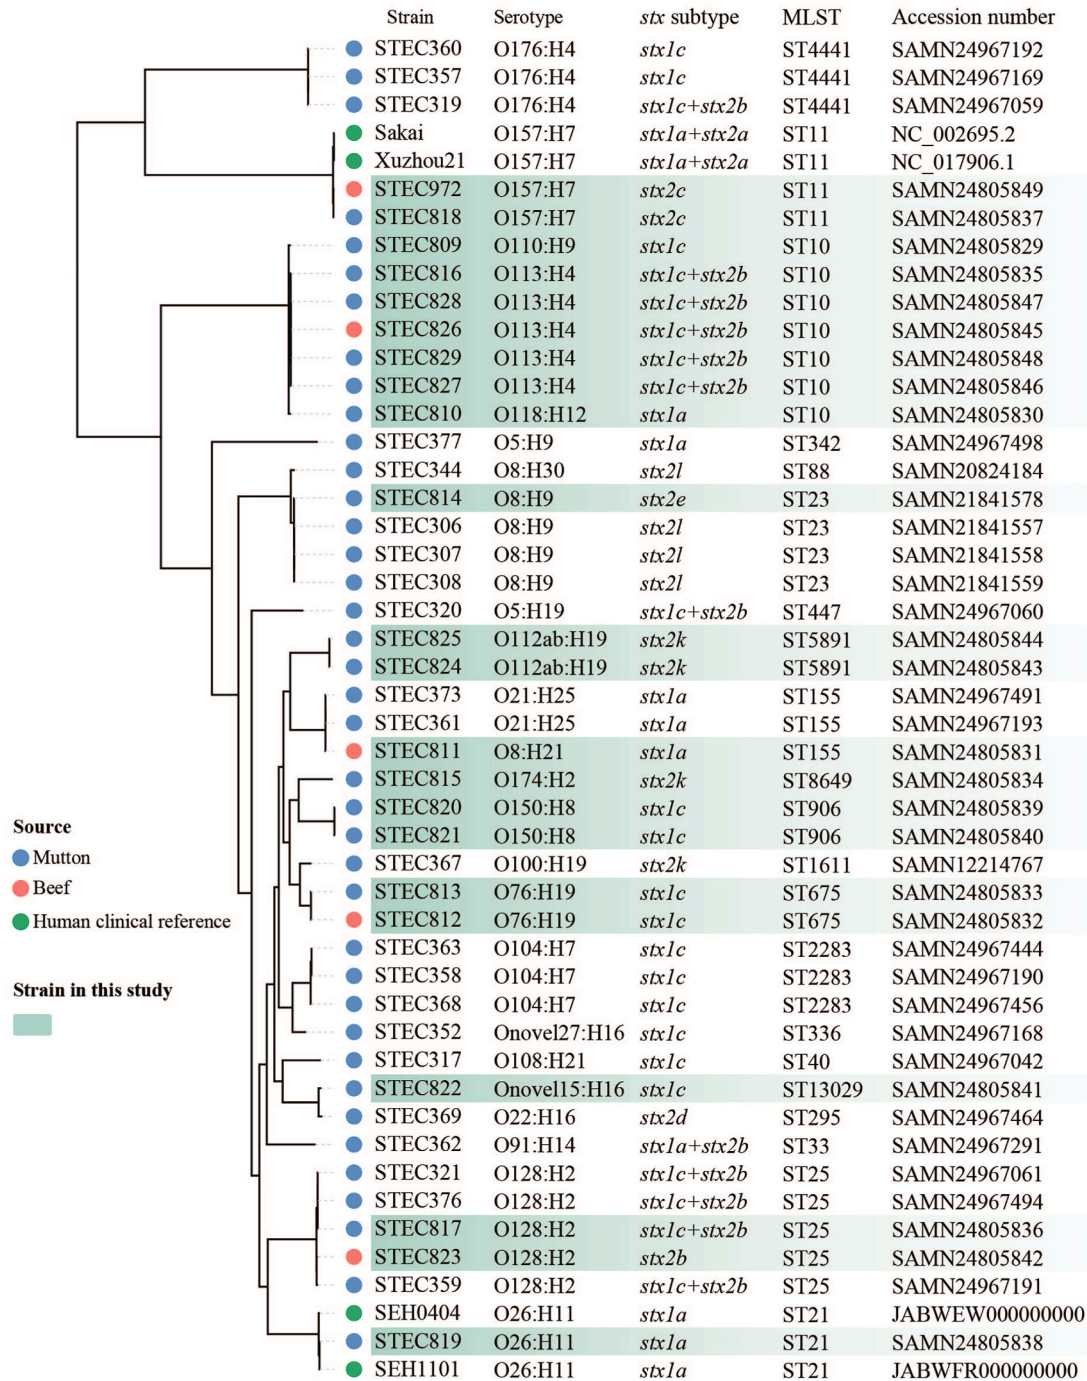 Strain Serotype stx subtype MLST Accession number
STEC360 O176:H4 stx1c ST4441 SAMN24967192
STEC357 O176:H4 stx1c ST4441 SAMN24967169
STEC319 O176:H4 stx1c+stx2b ST4441 SAMN24967059
Sakai O157:H7 stx1a+stx2a ST11 NC_002695.2
Xuzhou21 O157:H7 stx1a+stx2a ST11 NC_017906.1
STEC972 O157:H7 stx2c ST11 SAMN24805849
STEC818 O157:H7 stx2c ST11 SAMN24805837
STEC809 O110:H9 stx1c ST10 SAMN24805829
STEC816 O113:H4 stx1c+stx2b ST10 SAMN24805835
STEC828 O113:H4 stx1c+stx2b ST10 SAMN24805847
STEC826 O113:H4 stx1c+stx2b ST10 SAMN24805845
STEC829 O113:H4 stx1c+stx2b ST10 SAMN24805848
STEC827 O113:H4 stx1c+stx2b ST10 SAMN24805846
STEC810 O118:H12 stx1a ST10 SAMN24805830
STEC377 O5:H9 stx1a ST342 SAMN24967498
STEC344 O8:H30 stx2l ST88 SAMN20824184
STEC814 O8:H9 stx2e ST23 SAMN21841578
STEC306 O8:H9 stx2l ST23 SAMN21841557
STEC307 O8:H9 stx2l ST23 SAMN21841558
STEC308 O8:H9 stx2l ST23 SAMN21841559
STEC320 O5:H19 stx1c+stx2b ST447 SAMN24967060
STEC825 O112ab:H19 stx2k ST5891 SAMN24805844
STEC824 O112ab:H19 stx2k ST5891 SAMN24805843
STEC373 O21:H25 stx1a ST155 SAMN24967491
STEC361 O21:H25 stx1a ST155 SAMN24967193
STEC811 O8:H21 stx1a ST155 SAMN24805831
STEC815 O174:H2 stx2k ST8649 SAMN24805834
STEC820 O150:H8 stx1c ST906 SAMN24805839
STEC821 O150:H8 stx1c ST906 SAMN24805840
STEC367 O100:H19 stx2k ST1611 SAMN12214767
STEC813 O76:H19 stx1c ST675 SAMN24805833
STEC812 O76:H19 stx1c ST675 SAMN24805832
STEC363 O104:H7 stx1c ST2283 SAMN24967444
STEC358 O104:H7 stx1c ST2283 SAMN24967190
STEC368 O104:H7 stx1c ST2283 SAMN24967456
STEC352 Onovel27:H16 stx1c ST336 SAMN24967168
STEC317 O108:H21 stx1c ST40 SAMN24967042
STEC822 Onovel15:H16 stx1c ST13029 SAMN24805841
STEC369 O22:H16 stx2d ST295 SAMN24967464
STEC362 O91:H14 stx1a+stx2b ST33 SAMN24967291
STEC321 O128:H2 stx1c+stx2b ST25 SAMN24967061
STEC376 O128:H2 stx1c+stx2b ST25 SAMN24967494
STEC817 O128:H2 stx1c+stx2b ST25 SAMN24805836
STEC823 O128:H2 stx2b ST25 SAMN24805842
STEC359 O128:H2 stx1c+stx2b ST25 SAMN24967191
SEH0404 O26:H11 stx1a ST21 JABWEW000000000
STEC819 O26:H11 stx1a ST21 SAMN24805838
SEH1101 O26:H11 stx1a ST21 JABWFR000000000
Source
Mutton
Beef
Human clinical reference
Strain in this study